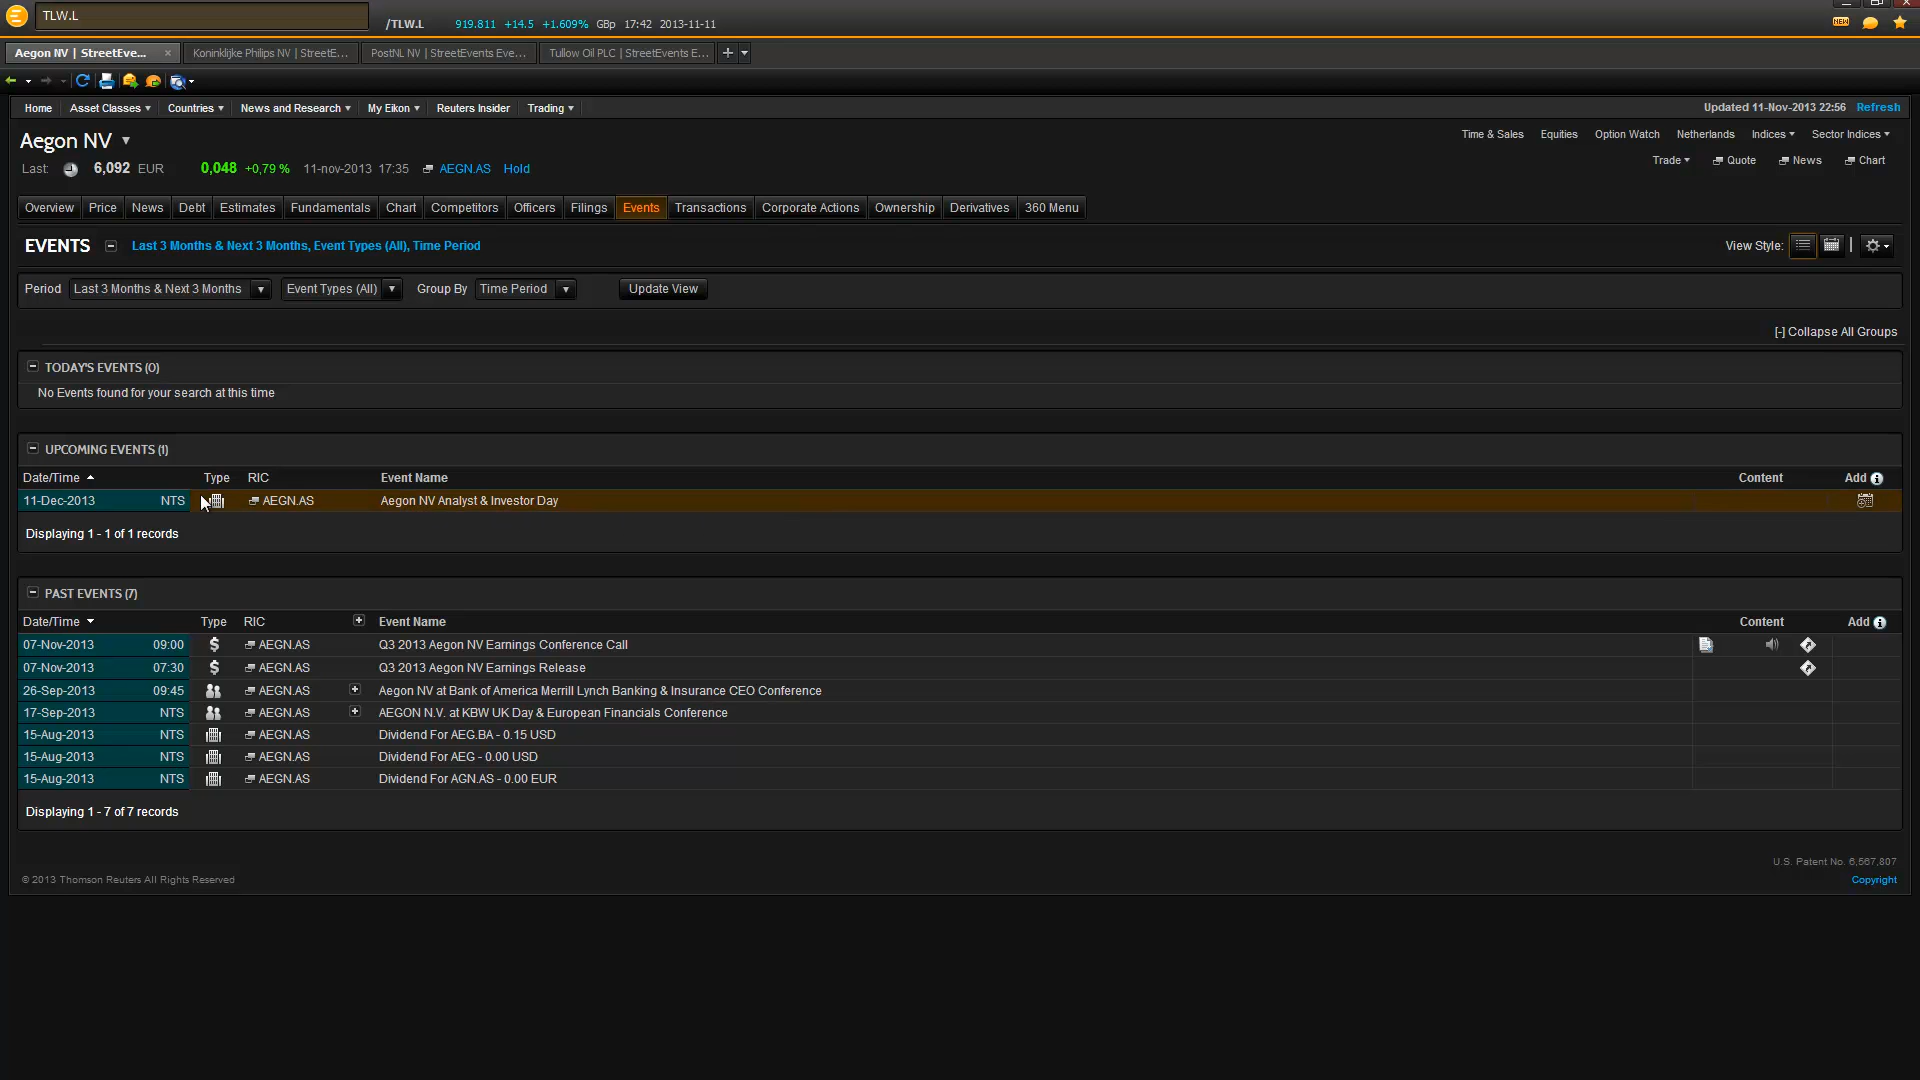 TLW.L
/TLW.L 919.811 +14.5 +1.609% GBp 17:42 2013-11-11
NEW
Aegon NV | StreetEve... × Koninklijke Philips NV | StreetE... PostNL NV | StreetEvents Eve... Tullow Oil PLC | StreetEvents E...
Home Asset Classes Countries News and Research My Eikon Reuters Insider Trading
Updated 11-Nov-2013 22:56 Refresh
Aegon NV
Time & Sales Equities Option Watch Netherlands Indices Sector Indices
Last: 6,092 EUR 0,048 +0,79 % 11-nov-2013 17:35 AEGN.AS Hold
Trade Quote News Chart
Overview Price News Debt Estimates Fundamentals Chart Competitors Officers Filings Events Transactions Corporate Actions Ownership Derivatives 360 Menu
EVENTS Last 3 Months & Next 3 Months, Event Types (All), Time Period
View Style:
Period Last 3 Months & Next 3 Months Event Types (All) Group By Time Period Update View
[-] Collapse All Groups
TODAY'S EVENTS (0)
No Events found for your search at this time
UPCOMING EVENTS (1)
Date/Time Type RIC Event Name Content Add
11-Dec-2013 NTS AEGN.AS Aegon NV Analyst & Investor Day
Displaying 1 - 1 of 1 records
PAST EVENTS (7)
Date/Time Type RIC Event Name Content Add
07-Nov-2013 09:00 $ AEGN.AS Q3 2013 Aegon NV Earnings Conference Call
07-Nov-2013 07:30 $ AEGN.AS Q3 2013 Aegon NV Earnings Release
26-Sep-2013 09:45 AEGN.AS Aegon NV at Bank of America Merrill Lynch Banking & Insurance CEO Conference
17-Sep-2013 NTS AEGN.AS AEGON N.V. at KBW UK Day & European Financials Conference
15-Aug-2013 NTS AEGN.AS Dividend For AEG.BA - 0.15 USD
15-Aug-2013 NTS AEGN.AS Dividend For AEG - 0.00 USD
15-Aug-2013 NTS AEGN.AS Dividend For AGN.AS - 0.00 EUR
Displaying 1 - 7 of 7 records
U.S. Patent No. 6,567,807
© 2013 Thomson Reuters All Rights Reserved
Copyright